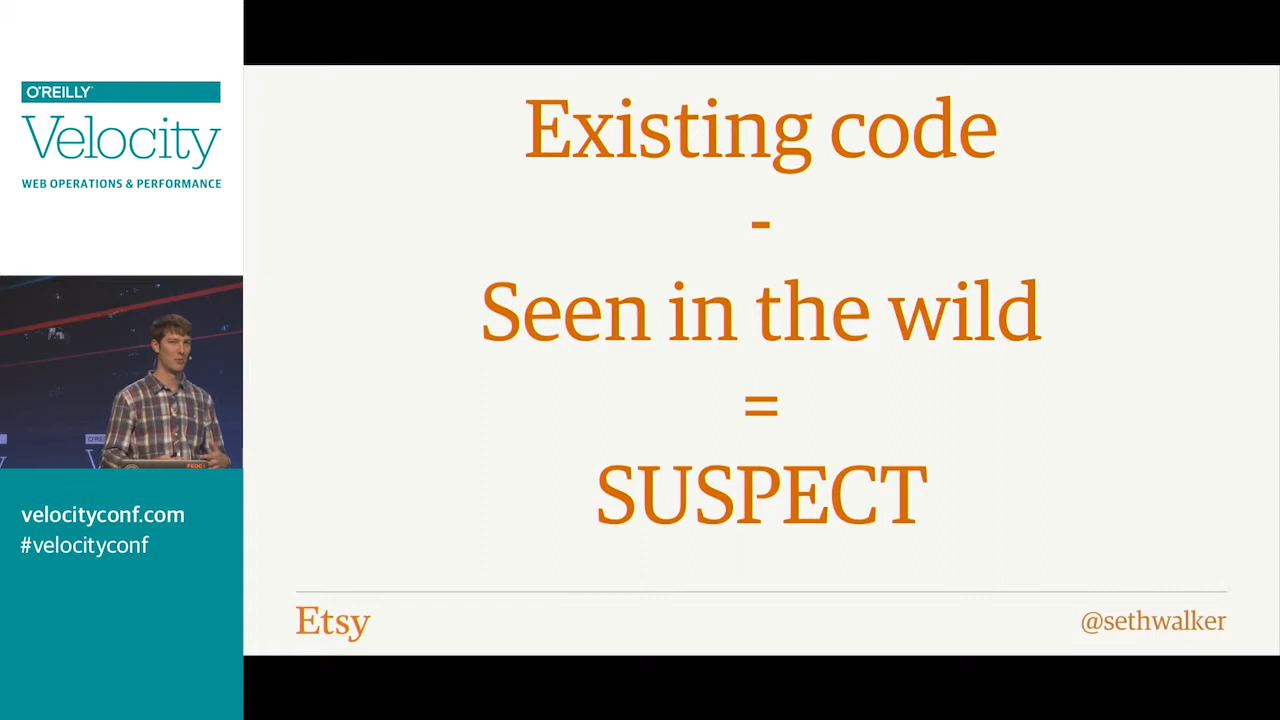 O'REILLY
Velocity
WEB OPERATIONS & PERFORMANCE
velocityconf.com
#velocityconf
Existing code
-
Seen in the wild
=
SUSPECT
Etsy
@sethwalker